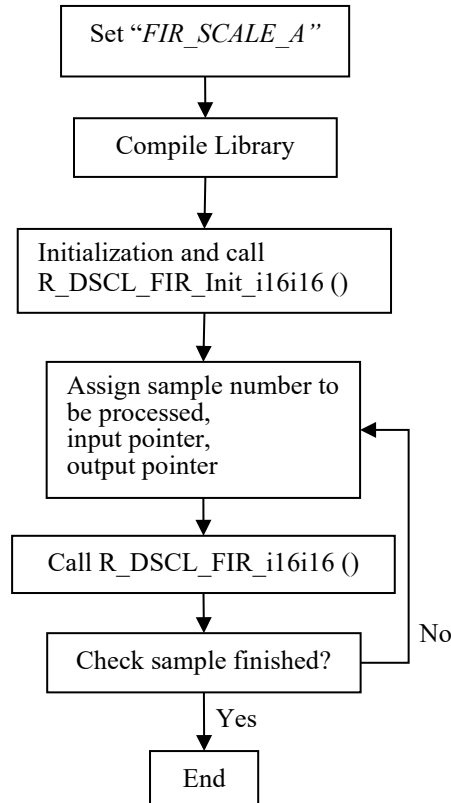 Set “FIR_SCALE_A”
Compile Library
Initialization and call
R_DSCL_FIR_Init_i16i16 ()
Assign sample number to
be processed,
input pointer,
output pointer
Call R_DSCL_FIR_i16i16 ()
No
Check sample finished?
Yes
End